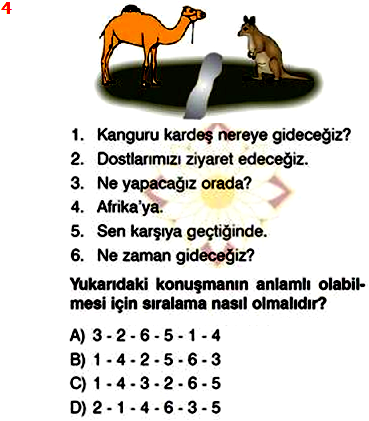 4
1. Kanguru kardeş nereye gideceğiz?
2. Dostlarımızı ziyaret edeceğiz.
3. Ne yapacağız orada?
4. Afrika'ya.
5. Sen karşıya geçtiğinde.
6. Ne zaman gideceğiz?
Yukarıdaki konuşmanın anlamlı olabil-
mesi için sıralama nasıl olmalıdır?
A) 3 - 2 - 6 - 5 - 1 - 4
B) 1 - 4 - 2 - 5 - 6 - 3
C) 1 - 4 - 3 - 2 - 6 - 5
D) 2 - 1 - 4 - 6 - 3 - 5